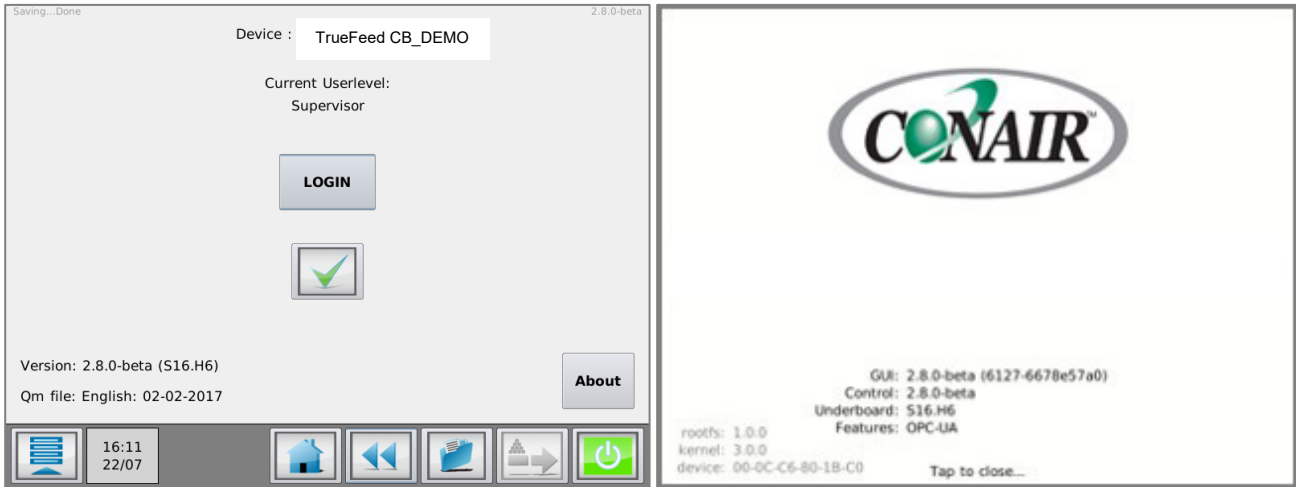 Saving...Done
2.8.0-beta
Device : TrueFeed CB_DEMO
Current Userlevel:
Supervisor
LOGIN
Version: 2.8.0-beta (S16.H6)
Qm file: English: 02-02-2017
About
16:11
22/07
CONAIR™
GUI: 2.8.0-beta (6127-6678e57a0)
Control: 2.8.0-beta
Underboard: S16.H6
Features: OPC-UA
rootfs: 1.0.0
kernel: 3.0.0
device: 00-0C-C6-80-1B-C0
Tap to close...